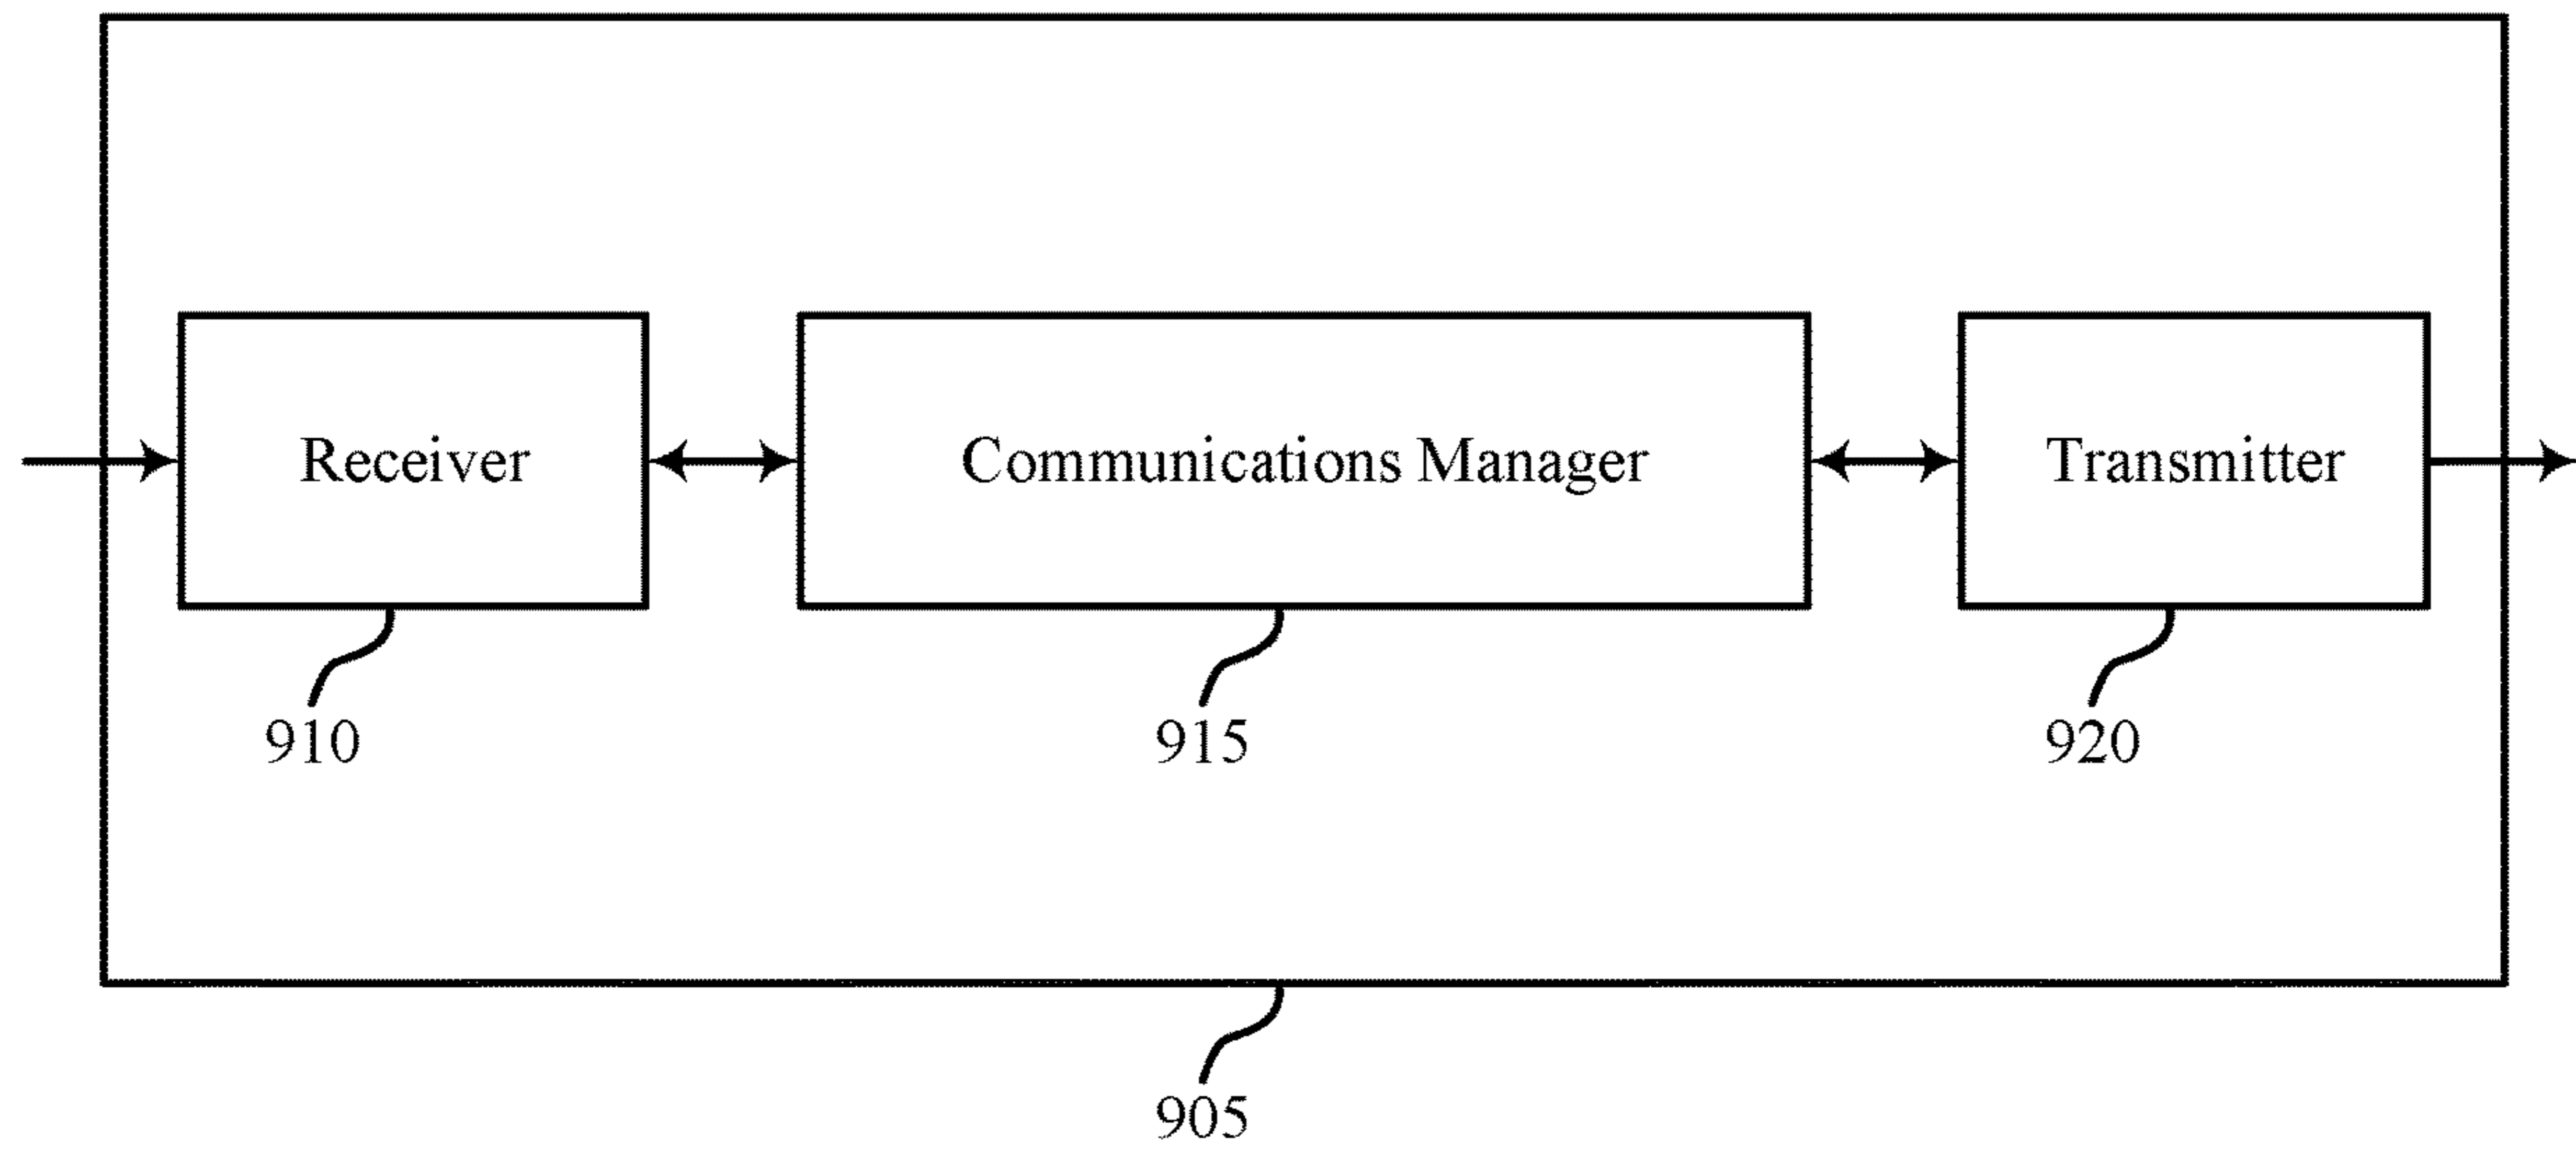 Receiver
Communications Manager
Transmitter
910
915
920
905